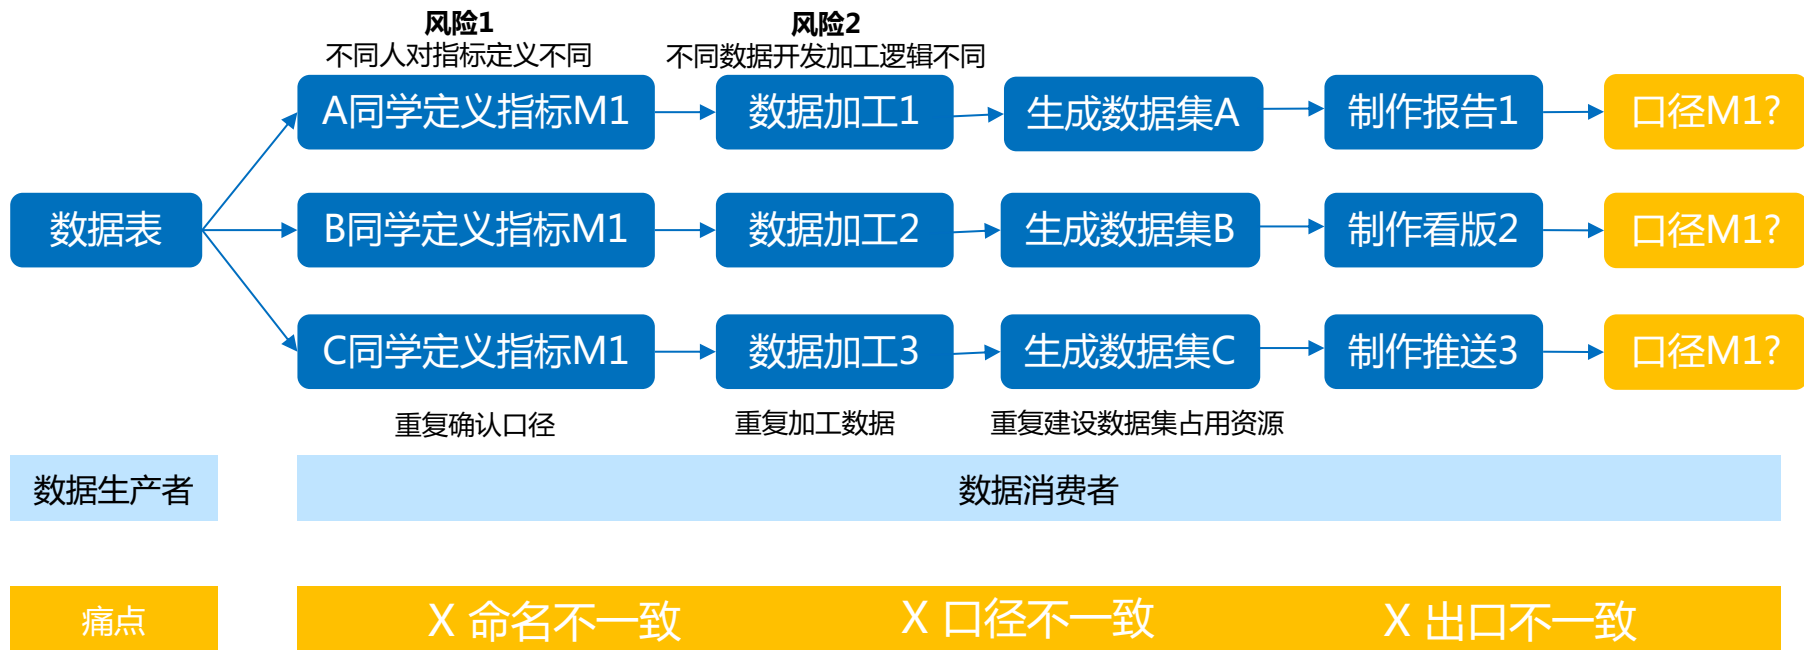 风险1
不同人对指标定义不同
风险2
不同数据开发加工逻辑不同
数据表
A同学定义指标M1
数据加工1
生成数据集A
制作报告1
口径M1?
B同学定义指标M1
数据加工2
生成数据集B
制作看版2
口径M1?
C同学定义指标M1
数据加工3
生成数据集C
制作推送3
口径M1?
重复确认口径
重复加工数据
重复建设数据集占用资源
数据生产者
数据消费者
痛点
X 命名不一致
X 口径不一致
X 出口不一致